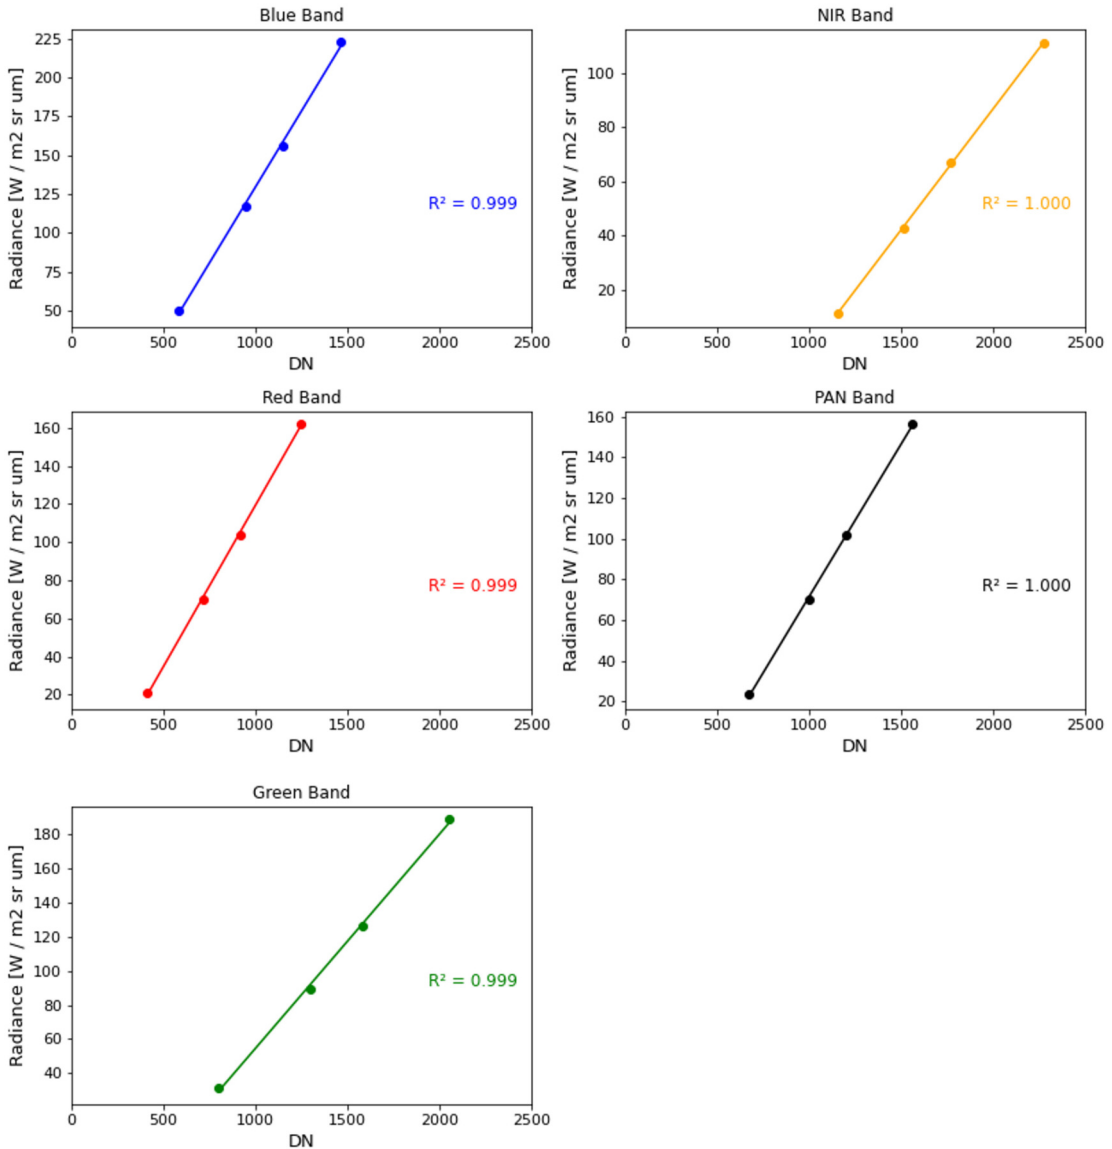 Blue Band
Radiance [W / m2 sr um]
225
200
175
150
125
100
75
50
R² = 0.999
0 500 1000 1500 2000 2500
DN
NIR Band
Radiance [W / m2 sr um]
100
80
60
40
20
R² = 1.000
0 500 1000 1500 2000 2500
DN
Red Band
Radiance [W / m2 sr um]
160
140
120
100
80
60
40
20
R² = 0.999
0 500 1000 1500 2000 2500
DN
PAN Band
Radiance [W / m2 sr um]
160
140
120
100
80
60
40
20
R² = 1.000
0 500 1000 1500 2000 2500
DN
Green Band
Radiance [W / m2 sr um]
180
160
140
120
100
80
60
40
R² = 0.999
0 500 1000 1500 2000 2500
DN